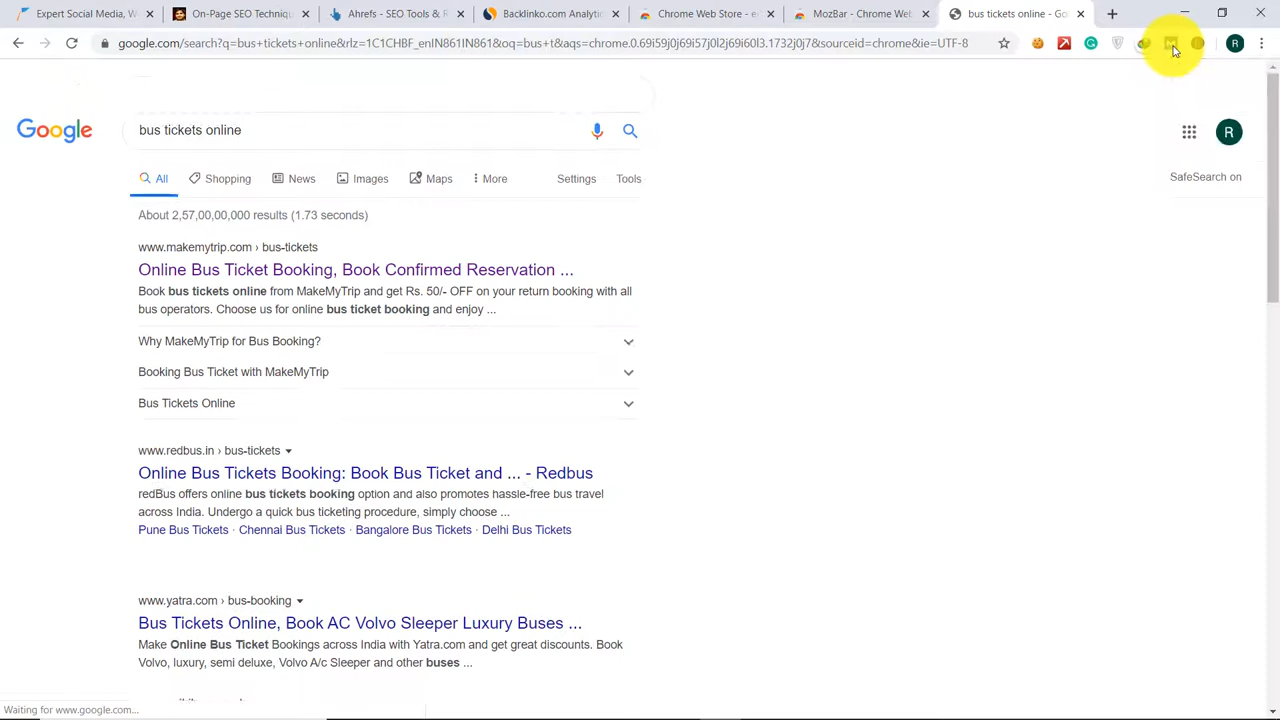 Expert Social Media, W
On-Page SEO Techniqu
Ahrefs - SEO Tools & R
Backlinko.com Analytic
Chrome Web Store - e
MozBar - Chrome Web
bus tickets online - Go
google.com/search?q=bus+tickets+online&rlz=1C1CHBF_enIN861IN861&oq=bus+t&aqs=chrome.0.69i59j0j69i57j0l2j69i60l3.1732j0j7&sourceid=chrome&ie=UTF-8
R
Google
bus tickets online
R
All
Shopping
News
Images
Maps
More
Settings
Tools
SafeSearch on
About 2,57,00,00,000 results (1.73 seconds)
www.makemytrip.com › bus-tickets
Online Bus Ticket Booking, Book Confirmed Reservation ...
Book bus tickets online from MakeMyTrip and get Rs. 50/- OFF on your return booking with all
bus operators. Choose us for online bus ticket booking and enjoy ...
Why MakeMyTrip for Bus Booking?
Booking Bus Ticket with MakeMyTrip
Bus Tickets Online
www.redbus.in › bus-tickets
Online Bus Tickets Booking: Book Bus Ticket and ... - Redbus
redBus offers online bus tickets booking option and also promotes hassle-free bus travel
across India. Undergo a quick bus ticketing procedure, simply choose ...
Pune Bus Tickets · Chennai Bus Tickets · Bangalore Bus Tickets · Delhi Bus Tickets
www.yatra.com › bus-booking
Bus Tickets Online, Book AC Volvo Sleeper Luxury Buses ...
Make Online Bus Ticket Bookings across India with Yatra.com and get great discounts. Book
Volvo, luxury, semi deluxe, Volvo A/c Sleeper and other buses ...
Waiting for www.google.com...